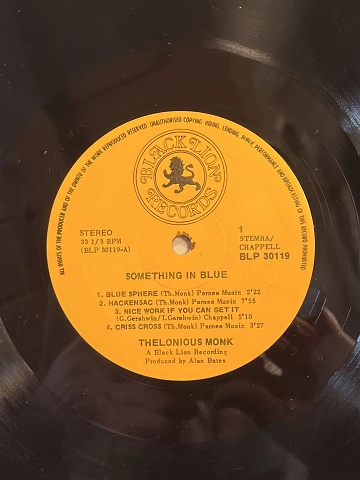 ALL RIGHTS OF THE PRODUCER AND OF THE OWNER OF THE WORK REPRODUCED RESERVED. UNAUTHORISED COPYING, HIRING, LENDING, PUBLIC PERFORMANCE AND BROADCASTING OF THIS RECORD PROHIBITED
BLACK LION
RECORDS
STEREO
33 1/3 RPM
(BLP 30119-A)
1
STEMRA/
CHAPPELL
BLP 30119
SOMETHING IN BLUE
1. BLUE SPHERE (Th.Monk) Parnes Music 2'22
2. HACKENSAC (Th.Monk) Parnes Music 7'55
3. NICE WORK IF YOU CAN GET IT
(G.Gershwin/I.Gershwin) Chappell 5'10
4. CRISS CROSS (Th.Monk) Parnes Music 3'27
THELONIOUS MONK
A Black Lion Recording
Produced by Alan Bates